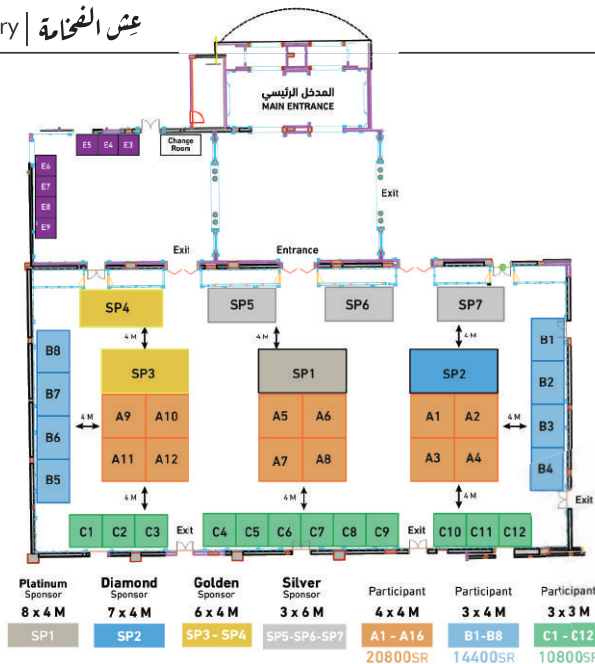 ry | عِش الفخامة
المدخل الرئيسي
MAIN ENTRANCE
E5 E4 E3
Change
Room
E6
E7
E8
E9
Exit
Exit
Entrance
SP4 SP5 SP6 SP7
4 M 4 M 4 M
B8
B7
B6
B5
SP3 SP1 SP2
B1
B2
B3
B4
A9 A10 A5 A6 A1 A2
4 M 4 M
A11 A12 A7 A8 A3 A4
4 M 4 M 4 M
Exit
C1 C2 C3 Exit C4 C5 C6 C7 C8 C9 Exit C10 C11 C12
Platinum
Sponsor
8 x 4 M
SP1
Diamond
Sponsor
7 x 4 M
SP2
Golden
Sponsor
6 x 4 M
SP3 - SP4
Silver
Sponsor
3 x 6 M
SP5-SP6-SP7
Participant
4 x 4 M
A1 - A16
20800SR
Participant
3 x 4 M
B1-B8
14400SR
Participant
3 x 3 M
C1 - C12
10800SR